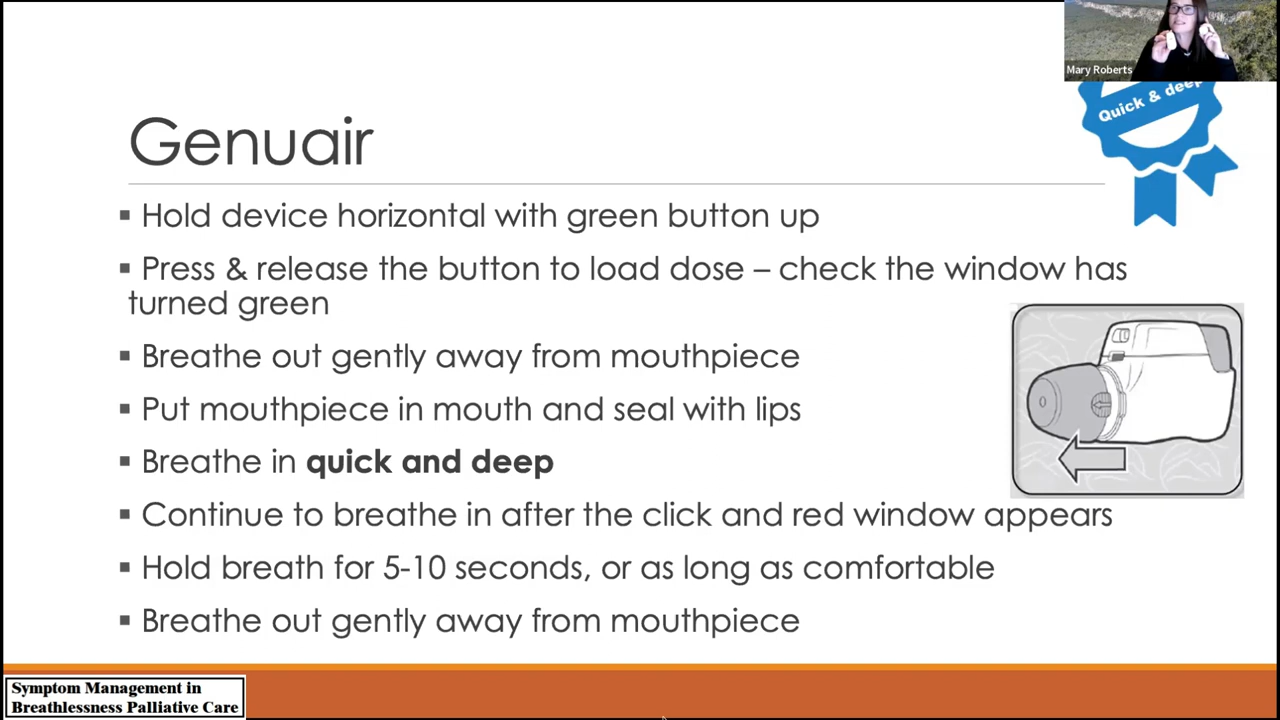 Mary Roberts
Quick & deep
Genuair
▪ Hold device horizontal with green button up
▪ Press & release the button to load dose – check the window has
turned green
▪ Breathe out gently away from mouthpiece
▪ Put mouthpiece in mouth and seal with lips
▪ Breathe in quick and deep
▪ Continue to breathe in after the click and red window appears
▪ Hold breath for 5-10 seconds, or as long as comfortable
▪ Breathe out gently away from mouthpiece
Symptom Management in
Breathlessness Palliative Care